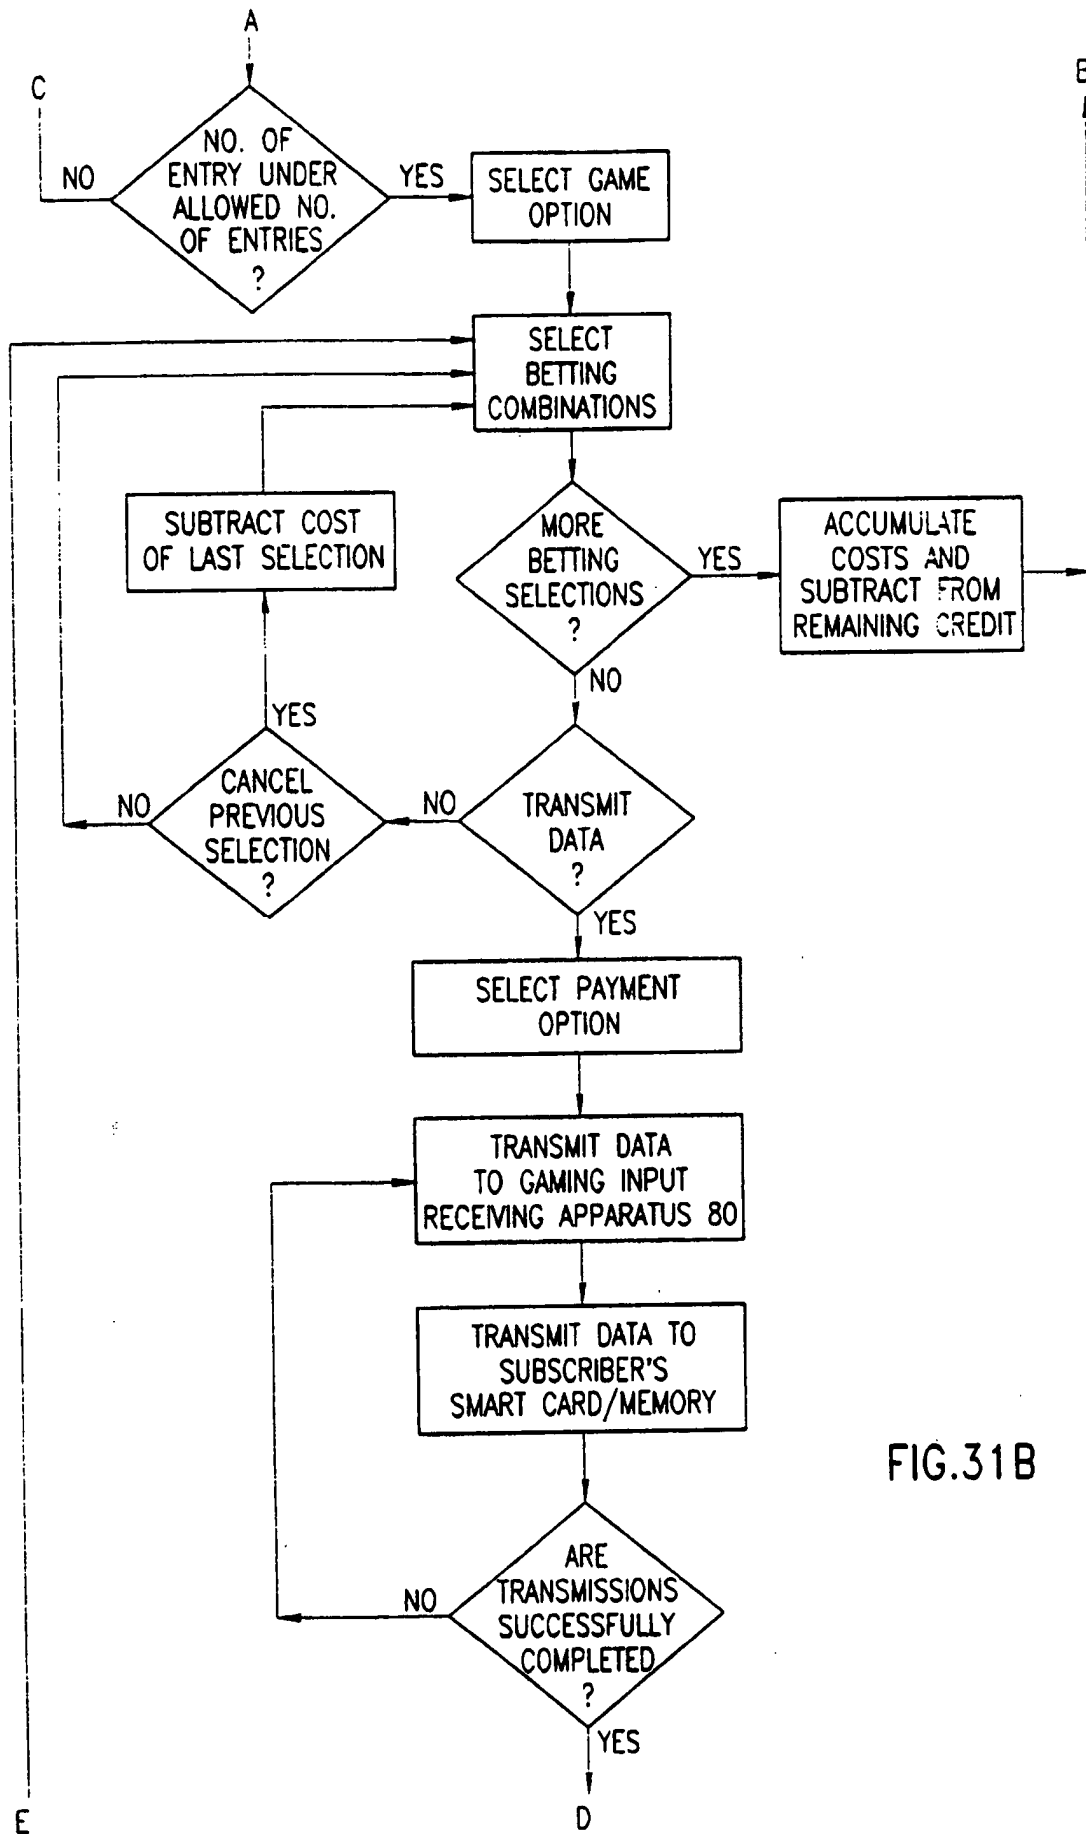 A
C
B
NO. OF
ENTRY UNDER
ALLOWED NO.
OF ENTRIES
?
NO
YES
SELECT GAME
OPTION
SELECT
BETTING
COMBINATIONS
SUBTRACT COST
OF LAST SELECTION
MORE
BETTING
SELECTIONS
?
YES
ACCUMULATE
COSTS AND
SUBTRACT FROM
REMAINING CREDIT
NO
YES
CANCEL
PREVIOUS
SELECTION
?
NO
NO
TRANSMIT
DATA
?
YES
SELECT PAYMENT
OPTION
TRANSMIT DATA
TO GAMING INPUT
RECEIVING APPARATUS 80
TRANSMIT DATA TO
SUBSCRIBER'S
SMART CARD/MEMORY
FIG.31B
ARE
TRANSMISSIONS
SUCCESSFULLY
COMPLETED
?
NO
YES
E
D